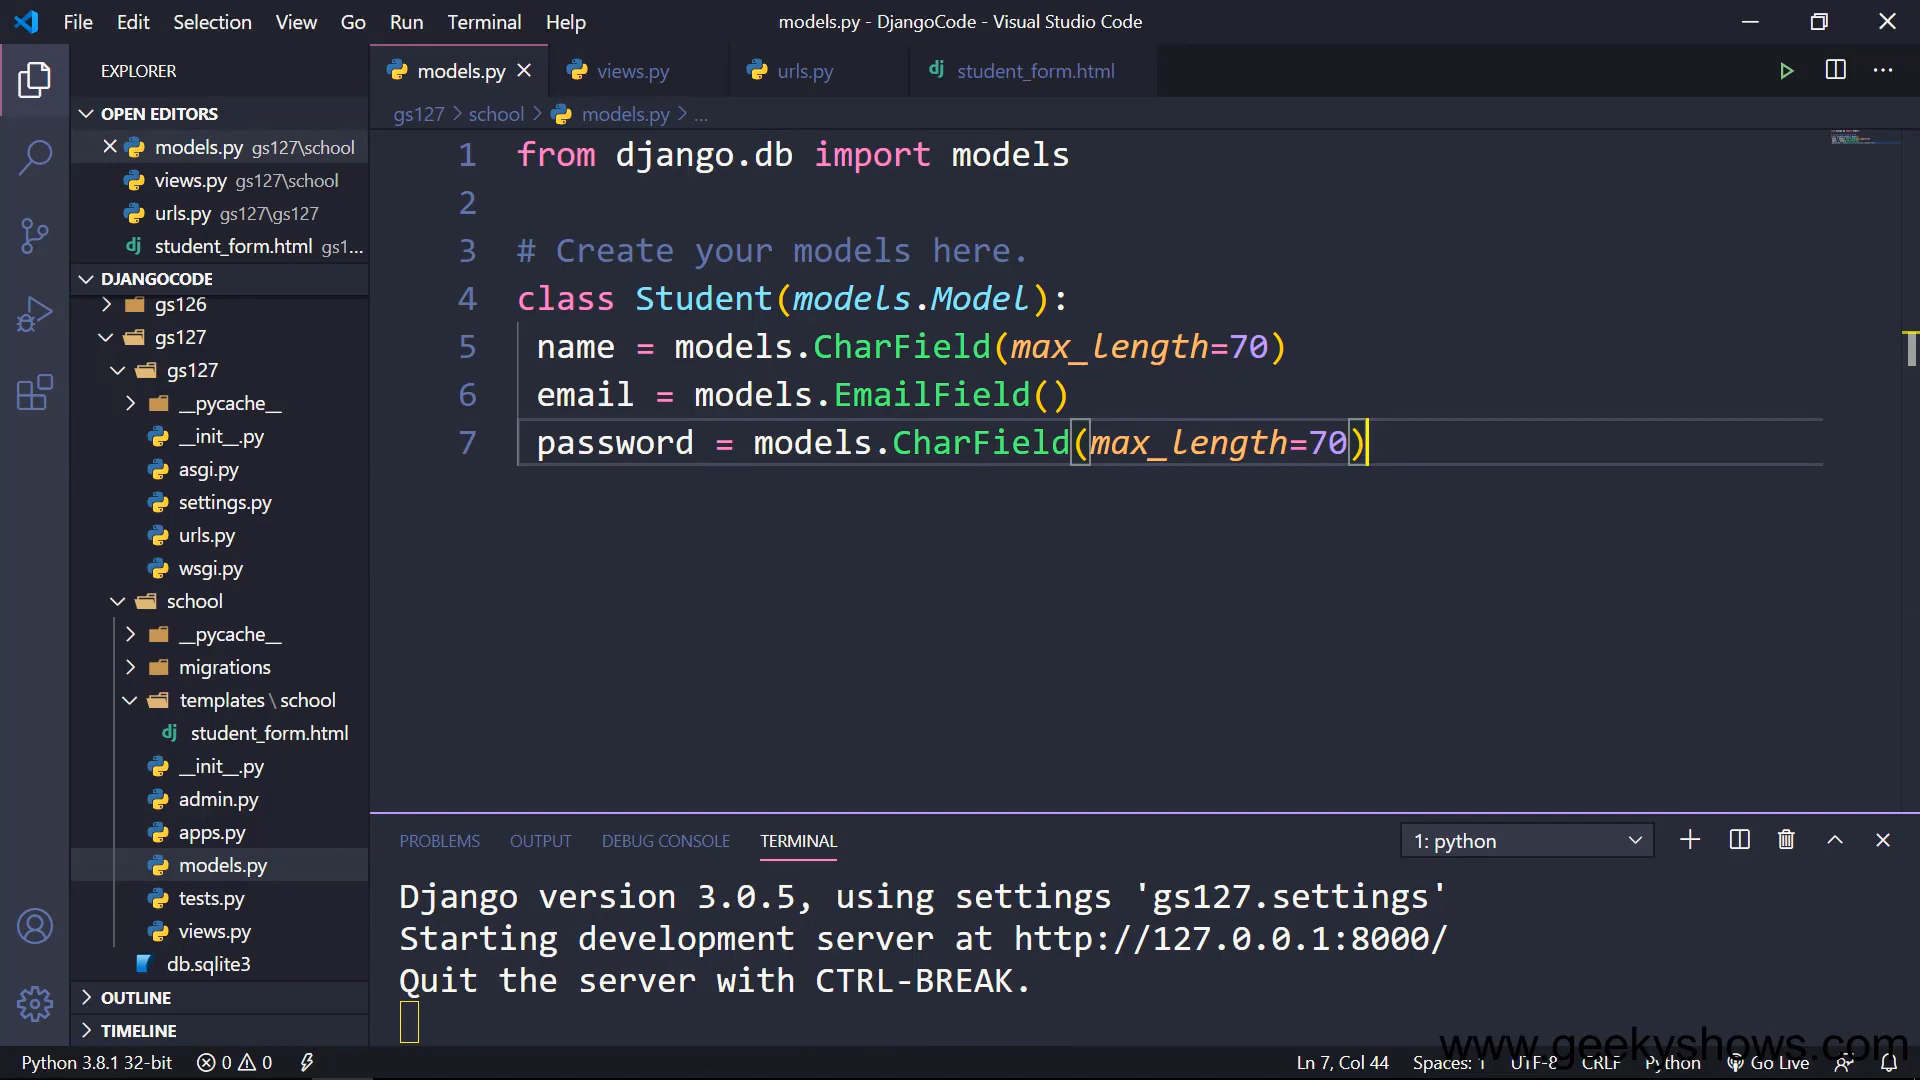 File Edit Selection View Go Run Terminal Help
models.py - DjangoCode - Visual Studio Code
EXPLORER
OPEN EDITORS
models.py gs127\school
views.py gs127\school
urls.py gs127\gs127
student_form.html gs1...
DJANGOCODE
gs126
gs127
gs127
__pycache__
__init__.py
asgi.py
settings.py
urls.py
wsgi.py
school
__pycache__
migrations
templates\school
student_form.html
__init__.py
admin.py
apps.py
models.py
tests.py
views.py
db.sqlite3
OUTLINE
TIMELINE
models.py views.py urls.py student_form.html
gs127 > school > models.py > ...
1 from django.db import models
2
3 # Create your models here.
4 class Student(models.Model):
5 name = models.CharField(max_length=70)
6 email = models.EmailField()
7 password = models.CharField(max_length=70)
PROBLEMS OUTPUT DEBUG CONSOLE TERMINAL
1: python
Django version 3.0.5, using settings 'gs127.settings'
Starting development server at http://127.0.0.1:8000/
Quit the server with CTRL-BREAK.
www.geekyshows.com
Python 3.8.1 32-bit 0 0 Ln 7, Col 44 Spaces: 1 UTF-8 CRLF Python Go Live